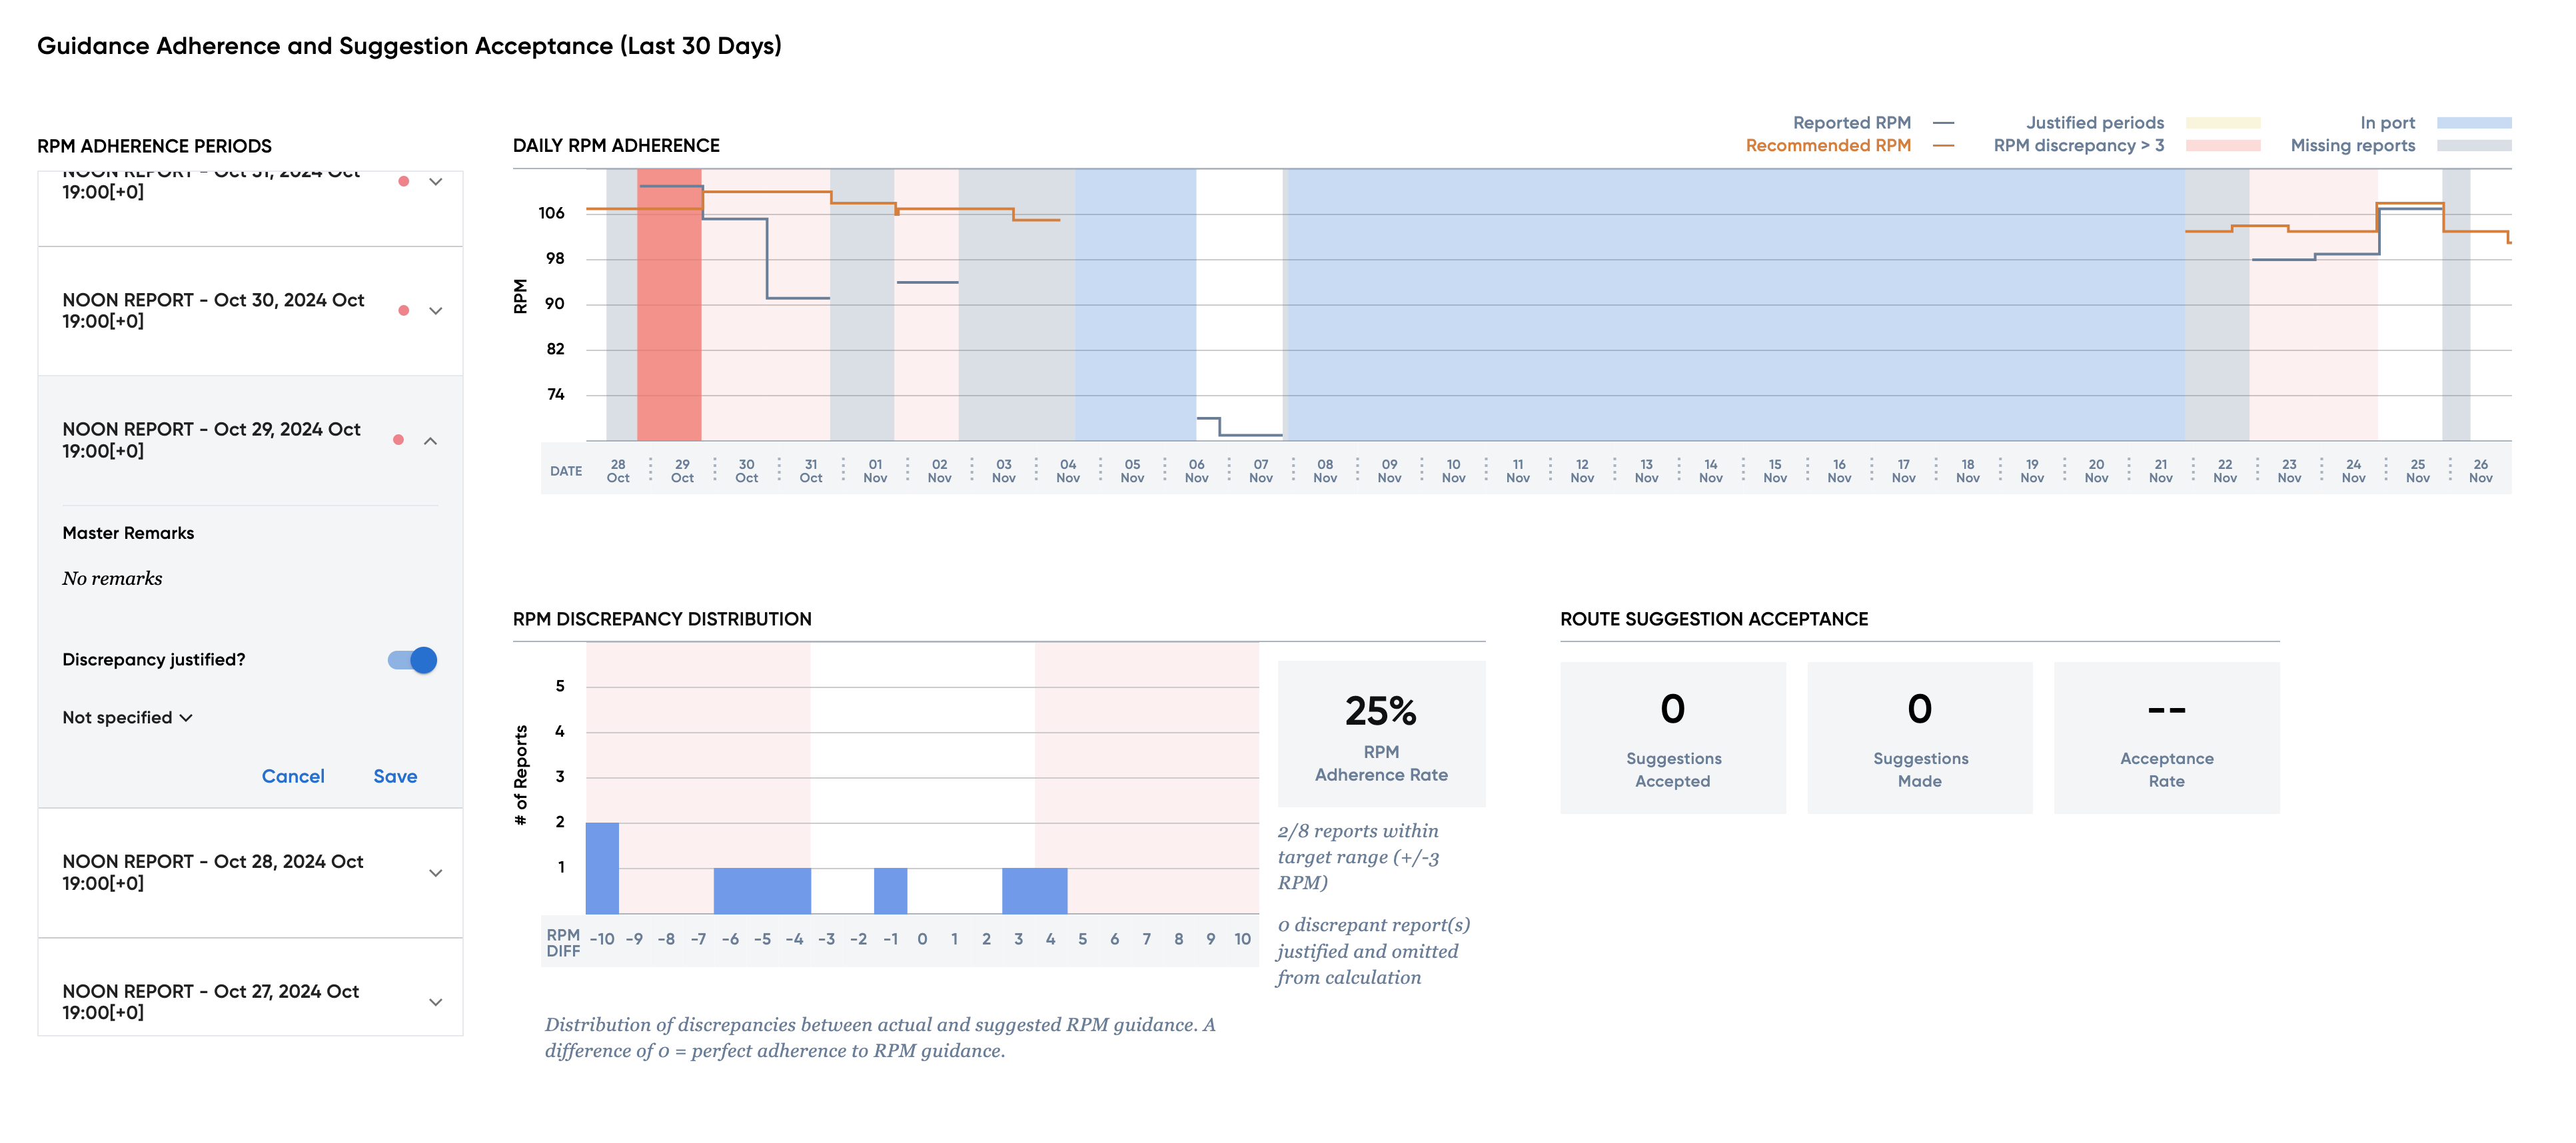 Guidance Adherence and Suggestion Acceptance (Last 30 Days)
RPM ADHERENCE PERIODS
NOON REPORT - Oct 31, 2024 Oct
19:00[+0]
NOON REPORT - Oct 30, 2024 Oct
19:00[+0]
NOON REPORT - Oct 29, 2024 Oct
19:00[+0]
Master Remarks
No remarks
Discrepancy justified?
Not specified
Cancel Save
NOON REPORT - Oct 28, 2024 Oct
19:00[+0]
NOON REPORT - Oct 27, 2024 Oct
19:00[+0]
DAILY RPM ADHERENCE
Reported RPM Justified periods In port
Recommended RPM RPM discrepancy > 3 Missing reports
RPM
106
98
90
82
74
DATE
28 29 30 31 01 02 03 04 05 06 07 08 09 10 11 12 13 14 15 16 17 18 19 20 21 22 23 24 25 26
Oct Oct Oct Oct Nov Nov Nov Nov Nov Nov Nov Nov Nov Nov Nov Nov Nov Nov Nov Nov Nov Nov Nov Nov Nov Nov Nov Nov Nov Nov
RPM DISCREPANCY DISTRIBUTION
# of Reports
5
4
3
2
1
RPM
DIFF
-10 -9 -8 -7 -6 -5 -4 -3 -2 -1 0 1 2 3 4 5 6 7 8 9 10
25%
RPM
Adherence Rate
2/8 reports within
target range (+/-3
RPM)
0 discrepant report(s)
justified and omitted
from calculation
Distribution of discrepancies between actual and suggested RPM guidance. A
difference of 0 = perfect adherence to RPM guidance.
ROUTE SUGGESTION ACCEPTANCE
0
Suggestions
Accepted
0
Suggestions
Made
--
Acceptance
Rate